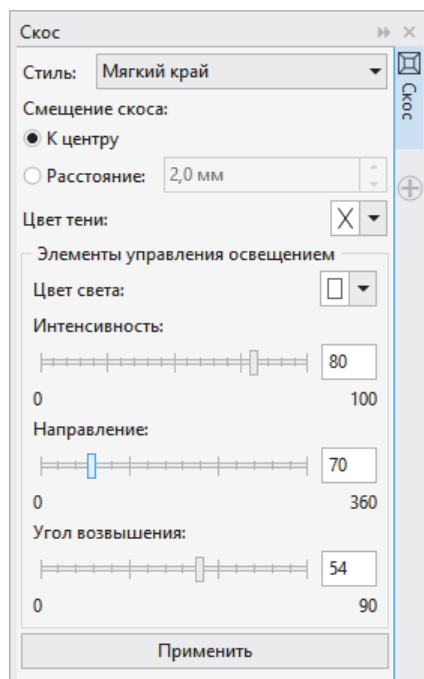 Скос
Стиль: Мягкий край
Скос
Смещение скоса:
К центру
Расстояние: 2,0 мм
Цвет тени:
Элементы управления освещением
Цвет света:
Интенсивность:
80
0 100
Направление:
70
0 360
Угол возвышения:
54
0 90
Применить